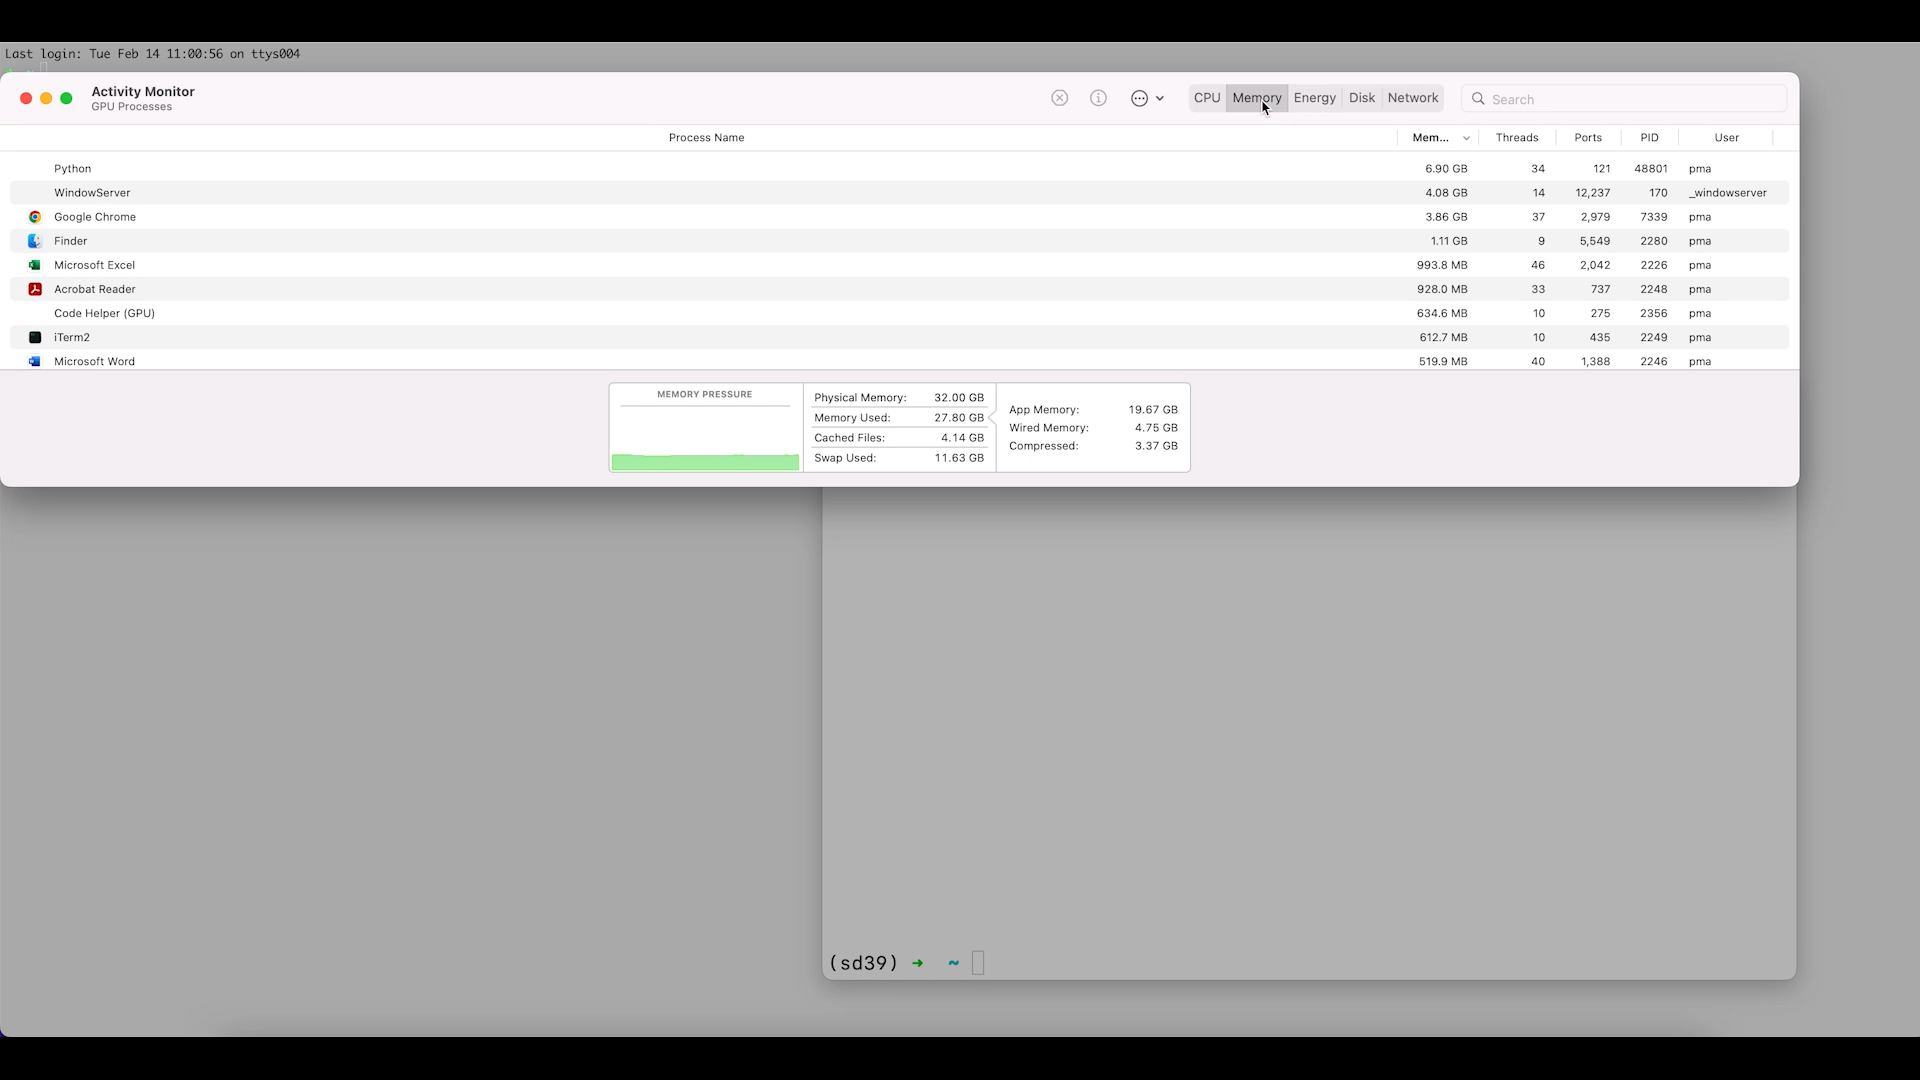 Last login: Tue Feb 14 11:00:56 on ttys004
Activity Monitor
GPU Processes
CPU Memory Energy Disk Network Search
Process Name Mem... Threads Ports PID User
Python 6.90 GB 34 121 48801 pma
WindowServer 4.08 GB 14 12,237 170 _windowserver
Google Chrome 3.86 GB 37 2,979 7339 pma
Finder 1.11 GB 9 5,549 2280 pma
Microsoft Excel 993.8 MB 46 2,042 2226 pma
Acrobat Reader 928.0 MB 33 737 2248 pma
Code Helper (GPU) 634.6 MB 10 275 2356 pma
iTerm2 612.7 MB 10 435 2249 pma
Microsoft Word 519.9 MB 40 1,388 2246 pma
MEMORY PRESSURE
Physical Memory: 32.00 GB
Memory Used: 27.80 GB
Cached Files: 4.14 GB
Swap Used: 11.63 GB
App Memory: 19.67 GB
Wired Memory: 4.75 GB
Compressed: 3.37 GB
(sd39) ➜ ~